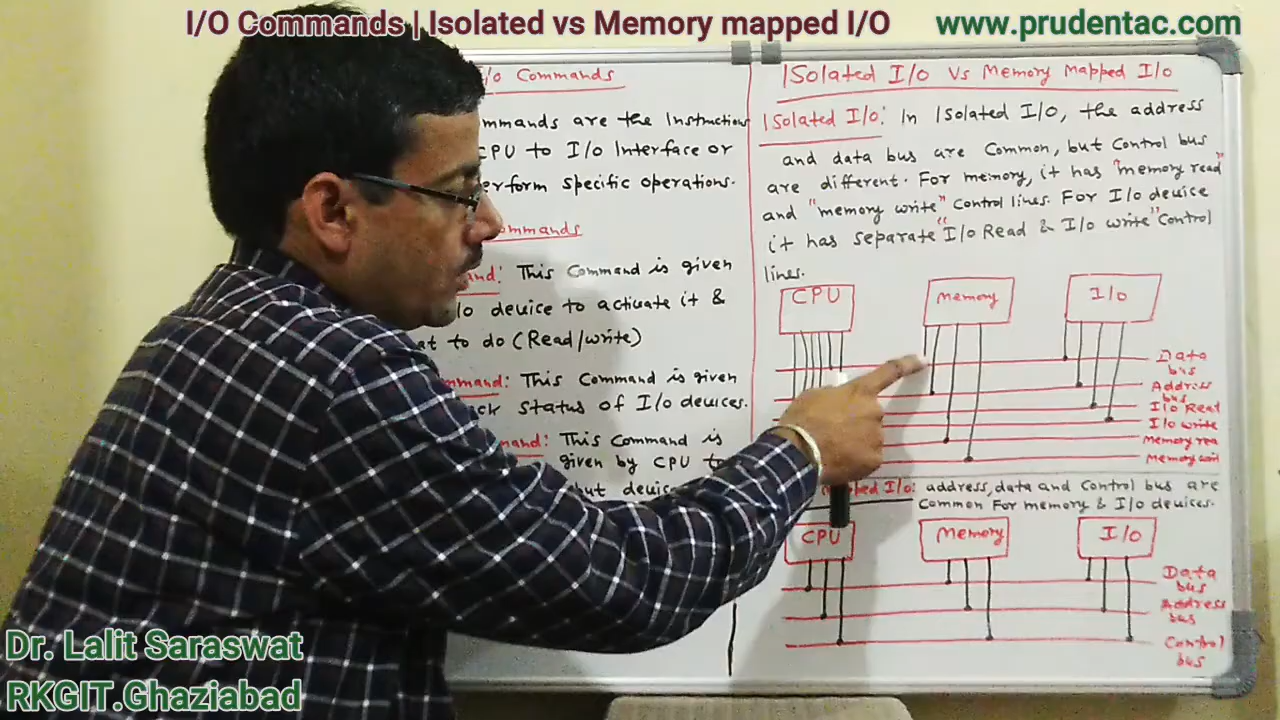 I/O Commands | Isolated vs Memory mapped I/O
www.prudentac.com
I/o Commands
Commands are the Instructions
CPU to I/o Interface or
perform specific operations.
Commands
This Command is given
I/o device to activate it &
to do (Read/write)
This Command is given
status of I/o devices.
This Command is
given by CPU to
but
ISolated I/o Vs Memory Mapped I/o
ISolated I/o: In ISolated I/o, the address
and data bus are Common, but Control bus
are different. For memory, it has "memory read"
and "memory write" Control lines. For I/o device
it has separate "I/o Read & I/o write" Control
lines.
CPU
Memory
I/o
Data
bus
Address
bus
I/o Read
I/o write
Memory rea
Memory
I/o: address, data and Control bus are
Common For memory & I/o devices.
CPU
Memory
I/o
Data
bus
Address
bus
Control
bus
Dr. Lalit Saraswat
RKGIT.Ghaziabad